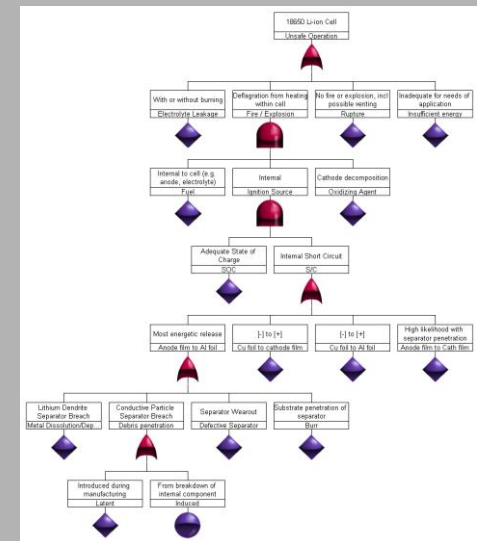 18650 Li-ion Cell
Unsafe Operation
With or without burning
Electrolyte Leakage
Deflagration from heating
within cell
Fire / Explosion
No fire or explosion, incl
possible venting
Rupture
Inadequate for needs of
application
Insufficient energy
Internal to cell (e.g.
anode, electrolyte)
Fuel
Internal
Ignition Source
Cathode decomposition
Oxidizing Agent
Adequate State of
Charge
SOC
Internal Short Circuit
S/C
Most energetic release
Anode film to Al foil
[-] to [+]
Cu foil to cathode film
[-] to [+]
Cu foil to Al foil
High likelihood with
separator penetration
Anode film to Cath film
Lithium Dendrite
Separator Breach
Metal Dissolution/Dep...
Conductive Particle
Separator Breach
Debris penetration
Separator Wearout
Defective Separator
Substrate penetration of
separator
Burr
Introduced during
manufacturing
Latent
From breakdown of
internal component
Induced